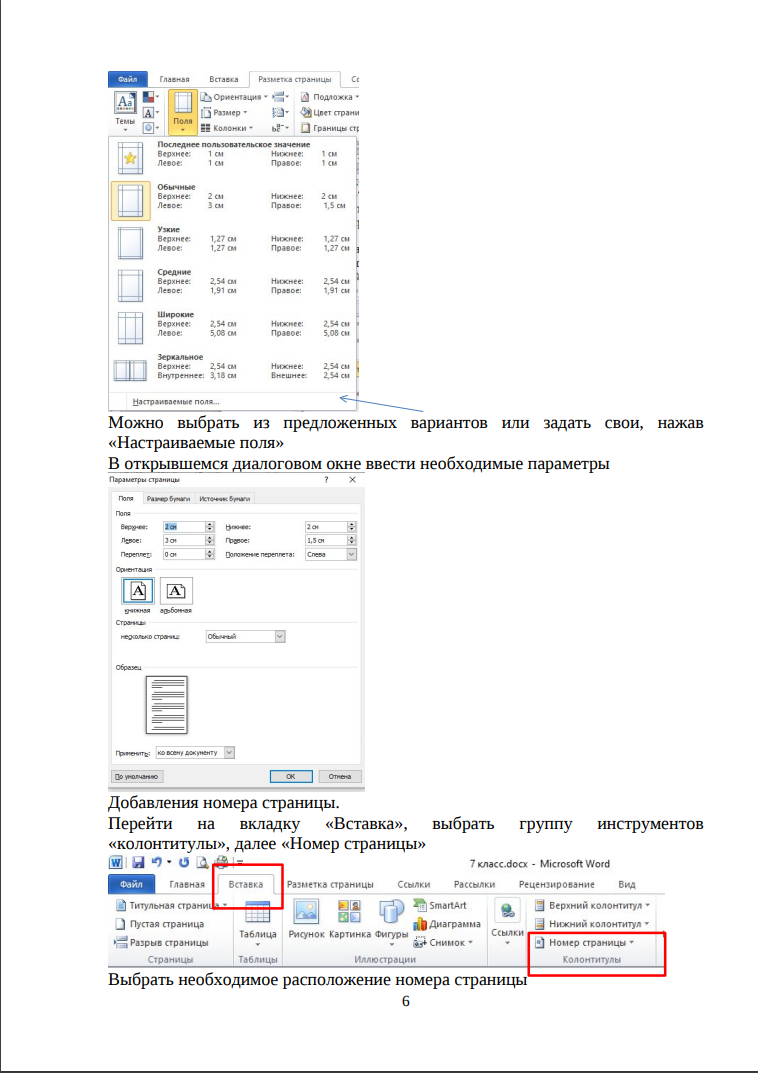 Файл Главная Вставка Разметка страницы Сс
Ориентация Подложка
Размер Цвет страни
Темы Поля Колонки Границы стр
Последнее пользовательское значение
Верхнее: 1 см Нижнее: 1 см
Левое: 1 см Правое: 1 см
Обычные
Верхнее: 2 см Нижнее: 2 см
Левое: 3 см Правое: 1,5 см
Узкие
Верхнее: 1,27 см Нижнее: 1,27 см
Левое: 1,27 см Правое: 1,27 см
Средние
Верхнее: 2,54 см Нижнее: 2,54 см
Левое: 1,91 см Правое: 1,91 см
Широкие
Верхнее: 2,54 см Нижнее: 2,54 см
Левое: 5,08 см Правое: 5,08 см
Зеркальное
Верхнее: 2,54 см Нижнее: 2,54 см
Внутреннее: 3,18 см Внешнее: 2,54 см
Настраиваемые поля...
Можно выбрать из предложенных вариантов или задать свои, нажав
«Настраиваемые поля»
В открывшемся диалоговом окне ввести необходимые параметры
Параметры страницы ? X
Поля Размер бумаги Источник бумаги
Поля
Верхнее: 2 см Нижнее: 2 см
Левое: 3 см Правое: 1,5 см
Переплет: 0 см Положение переплета: Слева
Ориентация
книжная альбомная
Страницы
несколько страниц: Обычный
Образец
Применить: ко всему документу
По умолчанию ОК Отмена
Добавления номера страницы.
Перейти на вкладку «Вставка», выбрать группу инструментов
«колонтитулы», далее «Номер страницы»
7 класс.docx - Microsoft Word
Файл Главная Вставка Разметка страницы Ссылки Рассылки Рецензирование Вид
Титульная страница SmartArt Верхний колонтитул
Пустая страница Диаграмма Нижний колонтитул
Таблица Рисунок Картинка Фигуры Ссылки
Разрыв страницы Снимок Номер страницы
Страницы Таблицы Иллюстрации Колонтитулы
Выбрать необходимое расположение номера страницы
6